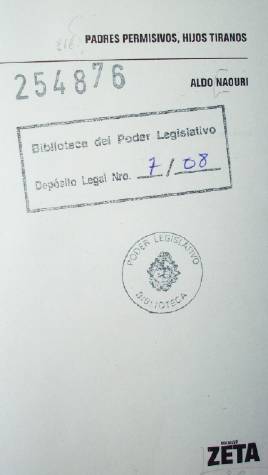 PADRES PERMISIVOS, HIJOS TIRANOS
254876
ALDO NAOURI
Biblioteca del Poder Legislativo
Depósito Legal Nro. 7/08
PODER LEGISLATIVO
BIBLIOTECA
ZETA